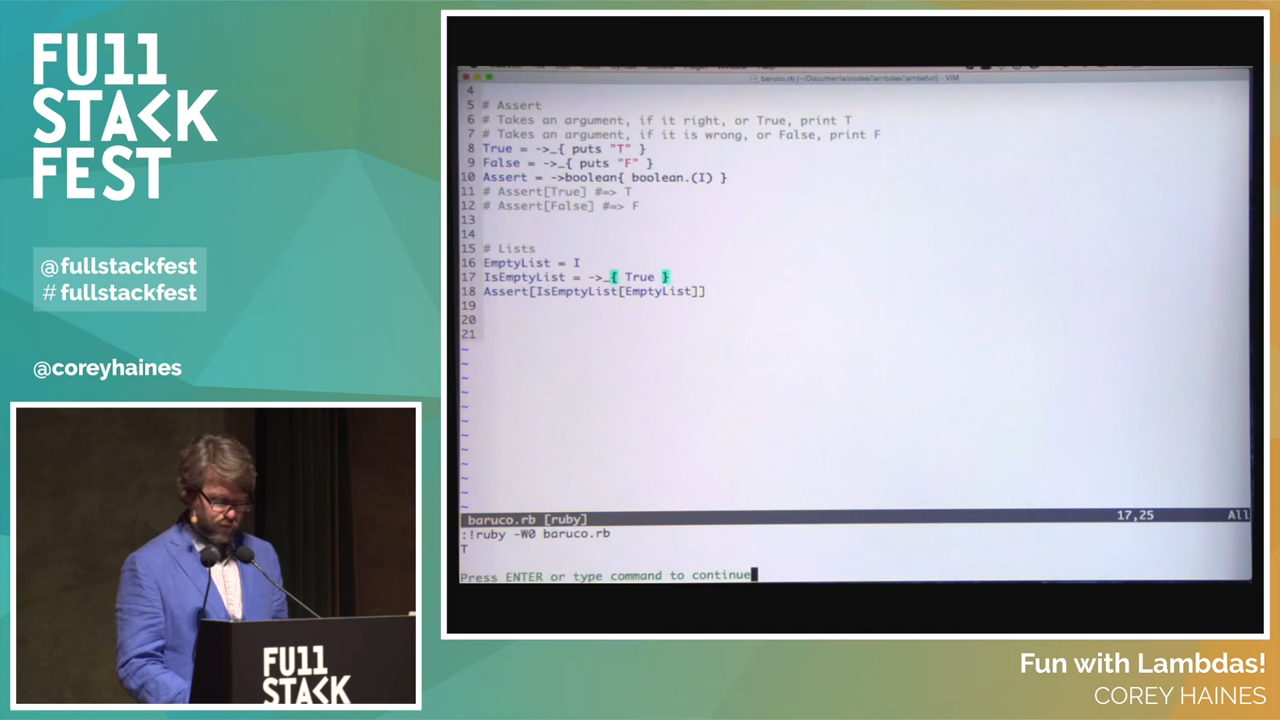 FU11
STACK
FEST
@fullstackfest
# fullstackfest
@coreyhaines
FU11
STACK
baruco.rb (~/Documents/codes/lambdas/lambafun) - VIM
4
5 # Assert
6 # Takes an argument, if it right, or True, print T
7 # Takes an argument, if it is wrong, or False, print F
8 True = ->_{ puts "T" }
9 False = ->_{ puts "F" }
10 Assert = ->boolean{ boolean.(I) }
11 # Assert[True] #=> T
12 # Assert[False] #=> F
13
14
15 # Lists
16 EmptyList = I
17 IsEmptyList = ->_{ True }
18 Assert[IsEmptyList[EmptyList]]
19
20
21
~
~
~
~
~
~
~
~
~
~
~
~
baruco.rb [ruby] 17,25 All
:!ruby -W0 baruco.rb
T
Press ENTER or type command to continue
Fun with Lambdas!
COREY HAINES